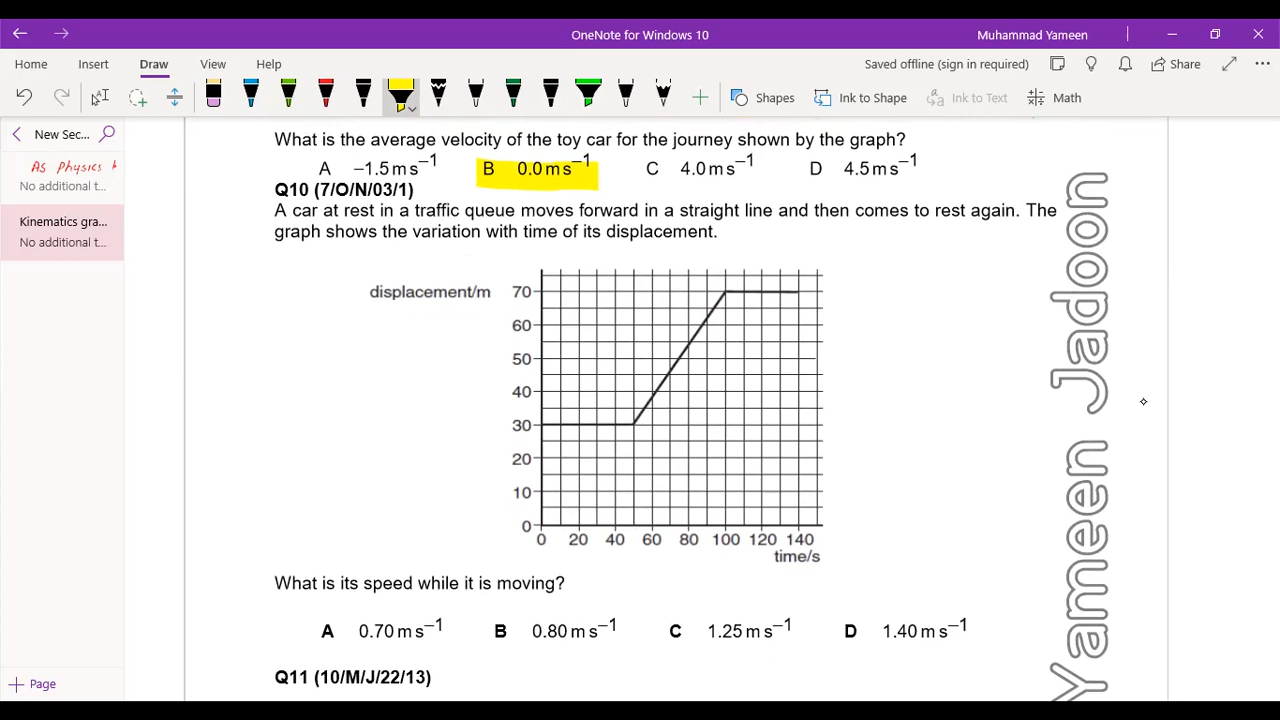 OneNote for Windows 10
Muhammad Yameen
Home Insert Draw View Help
Saved offline (sign in required) Share
Shapes Ink to Shape Ink to Text Math
New Sec...
As Physics
No additional t...
Kinematics gra...
No additional t...
Page
What is the average velocity of the toy car for the journey shown by the graph?
A −1.5 m s−1 B 0.0 m s−1 C 4.0 m s−1 D 4.5 m s−1
Q10 (7/O/N/03/1)
A car at rest in a traffic queue moves forward in a straight line and then comes to rest again. The
graph shows the variation with time of its displacement.
displacement/m 70
60
50
40
30
20
10
0
0 20 40 60 80 100 120 140
time/s
What is its speed while it is moving?
A 0.70 m s−1 B 0.80 m s−1 C 1.25 m s−1 D 1.40 m s−1
Q11 (10/M/J/22/13)
Yameen Jadoon